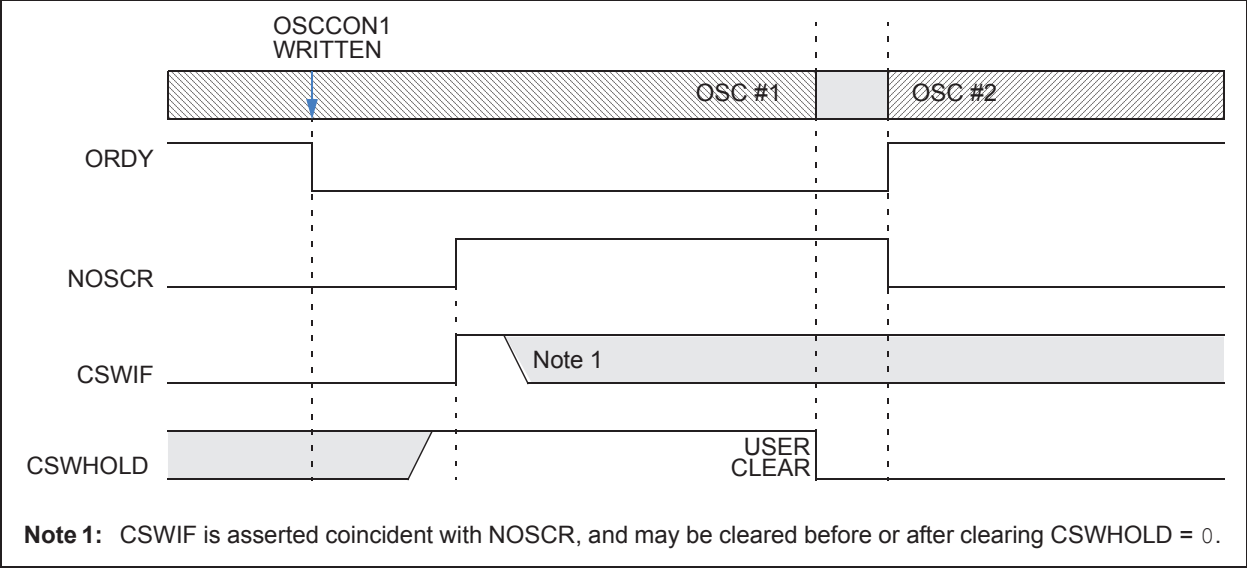 OSCCON1
WRITTEN
OSC #1
OSC #2
ORDY
NOSCR
CSWIF
Note 1
CSWHOLD
USER
CLEAR
Note 1: CSWIF is asserted coincident with NOSCR, and may be cleared before or after clearing CSWHOLD = 0.